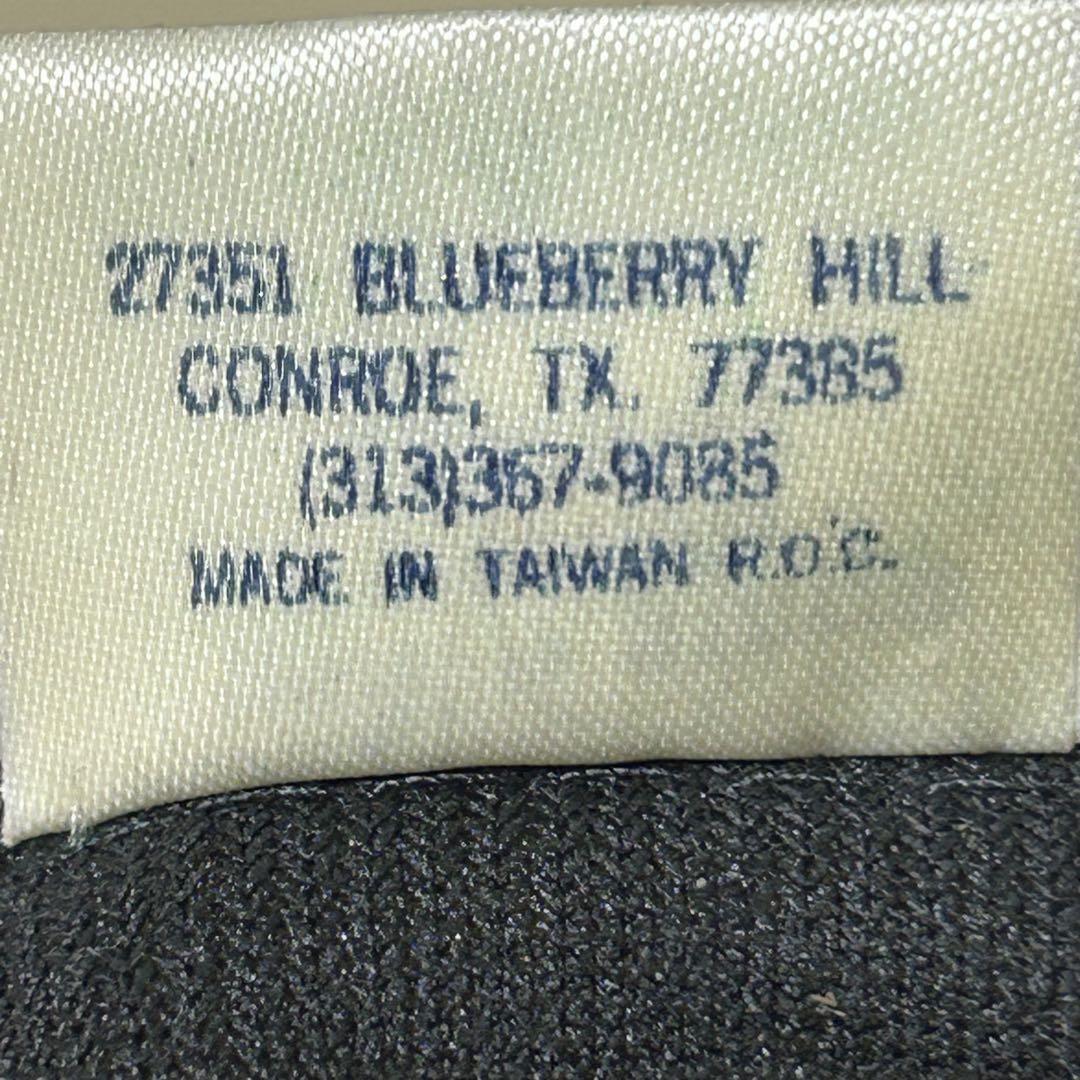 27351 BLUEBERRY HILL
CONROE, TX. 77385
(313)367-9085
MADE IN TAIWAN R.O.C.